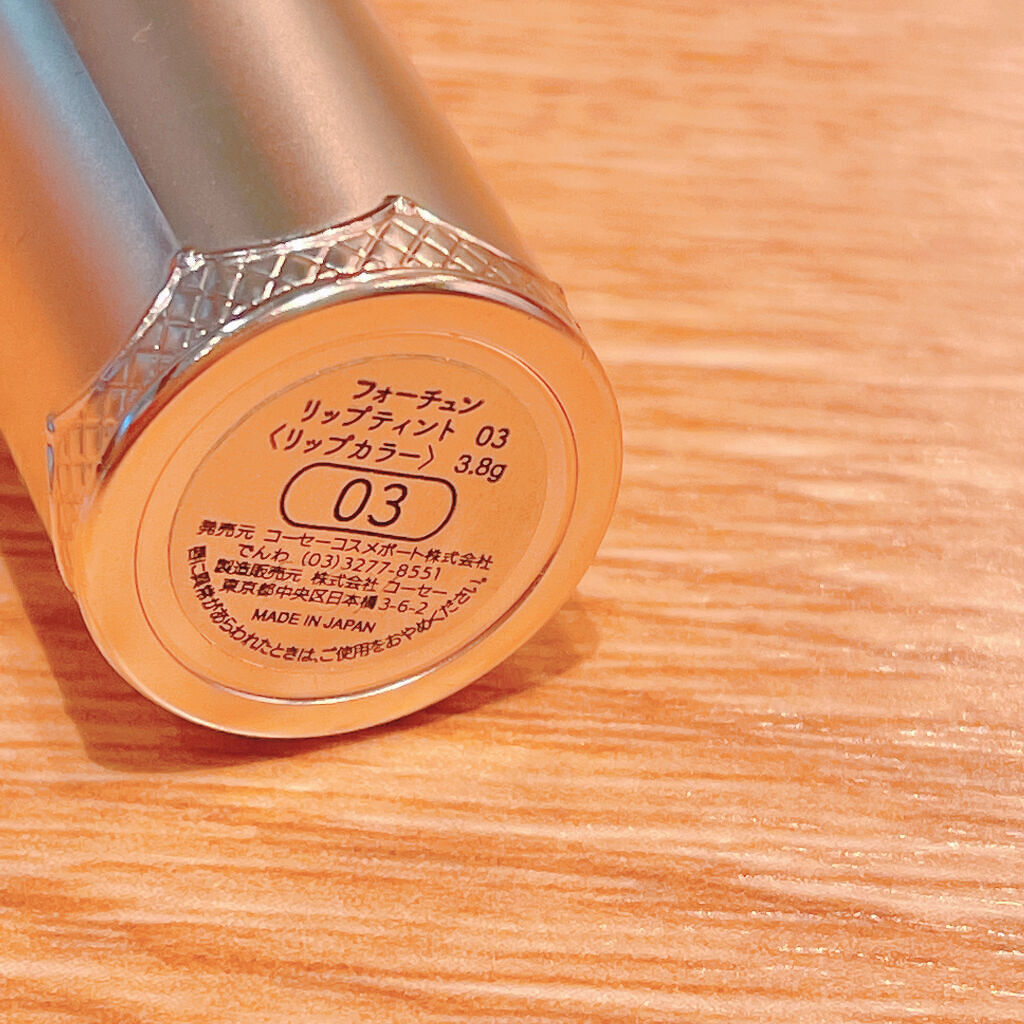 フォーチュン
リップティント 03
〈リップカラー〉 3.8g
03
発売元 コーセーコスメポート株式会社
でんわ (03)3277-8551
製造販売元 株式会社 コーセー
東京都中央区日本橋3-6-2
MADE IN JAPAN
唇に異常があらわれたときは、ご使用をおやめください。